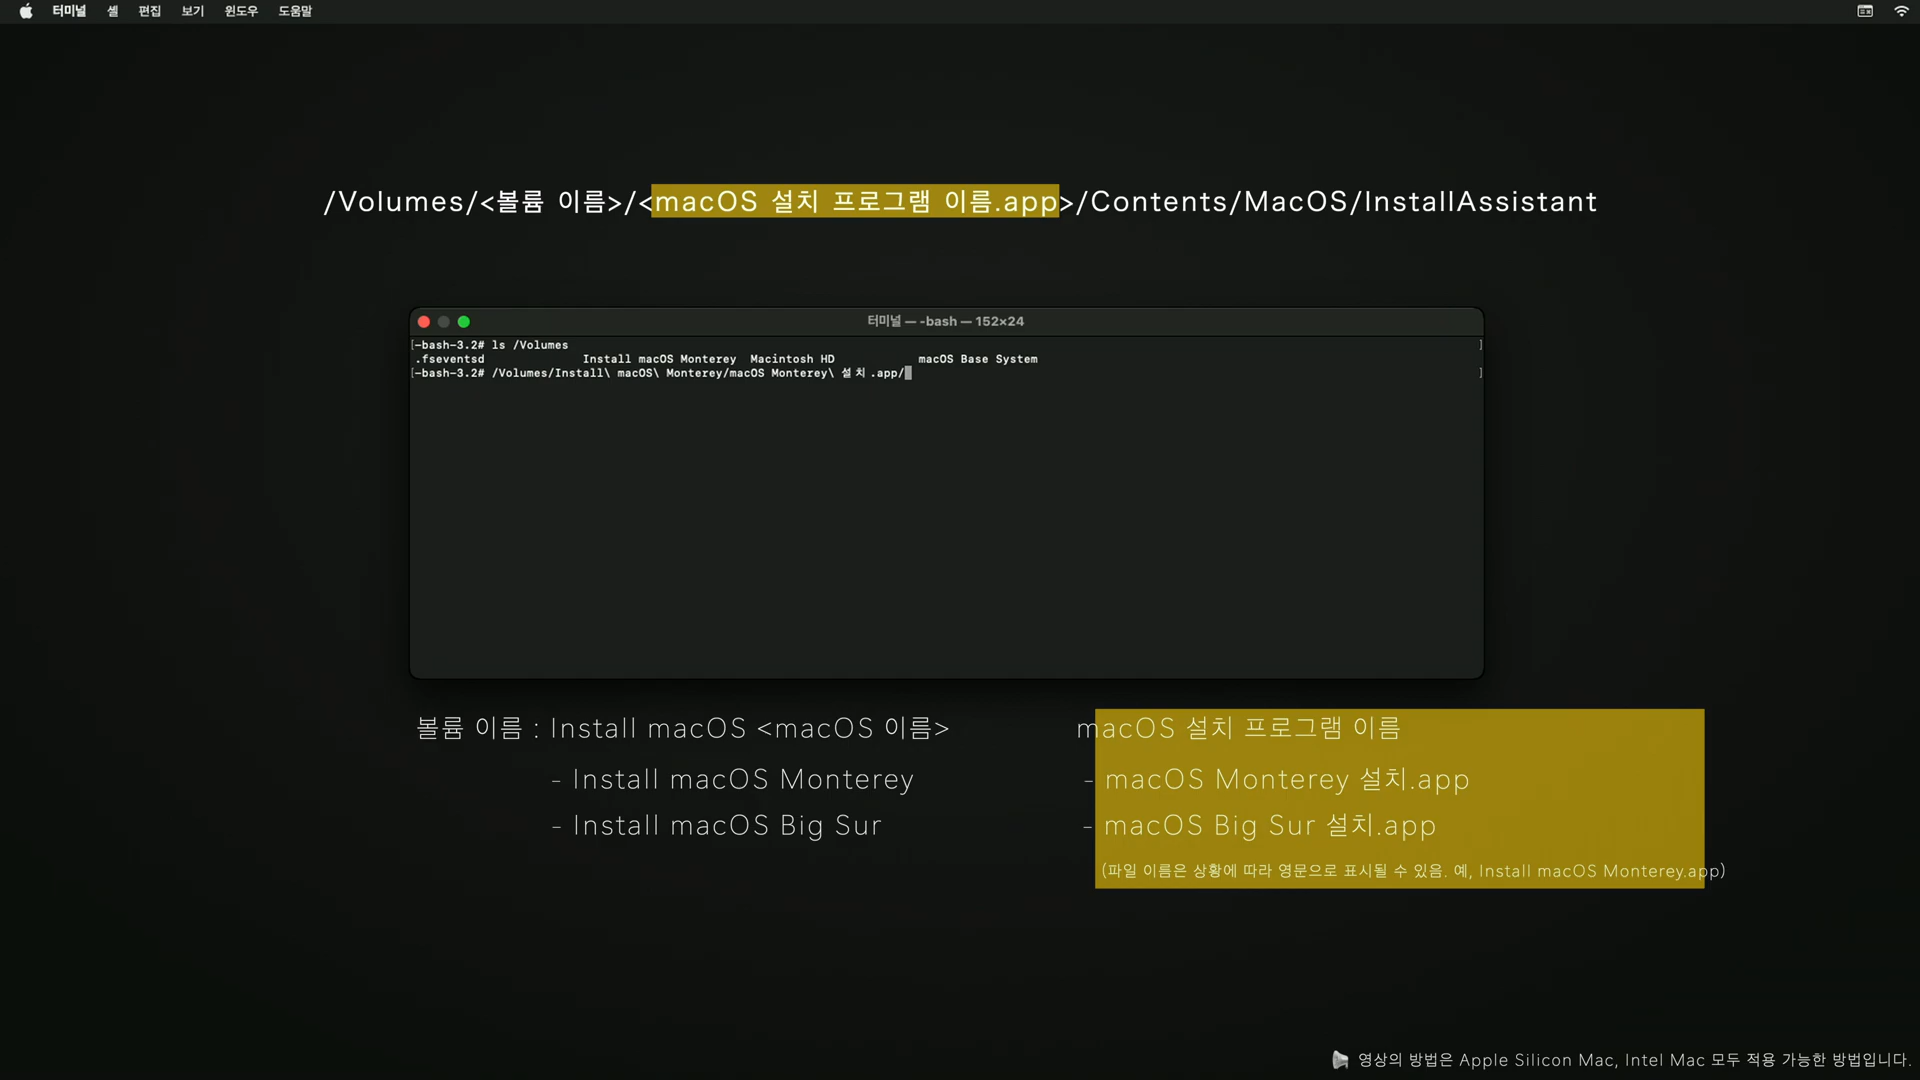 터미널 셸 편집 보기 윈도우 도움말
/Volumes/<볼륨 이름>/<macOS 설치 프로그램 이름.app>/Contents/MacOS/InstallAssistant
터미널 — -bash — 152×24
[-bash-3.2# ls /Volumes ]
.fseventsd Install macOS Monterey Macintosh HD macOS Base System
[-bash-3.2# /Volumes/Install\ macOS\ Monterey/macOS Monterey\ 설치.app/ ]
볼륨 이름 : Install macOS <macOS 이름>
- Install macOS Monterey
- Install macOS Big Sur
macOS 설치 프로그램 이름
- macOS Monterey 설치.app
- macOS Big Sur 설치.app
(파일 이름은 상황에 따라 영문으로 표시될 수 있음. 예, Install macOS Monterey.app)
영상의 방법은 Apple Silicon Mac, Intel Mac 모두 적용 가능한 방법입니다.